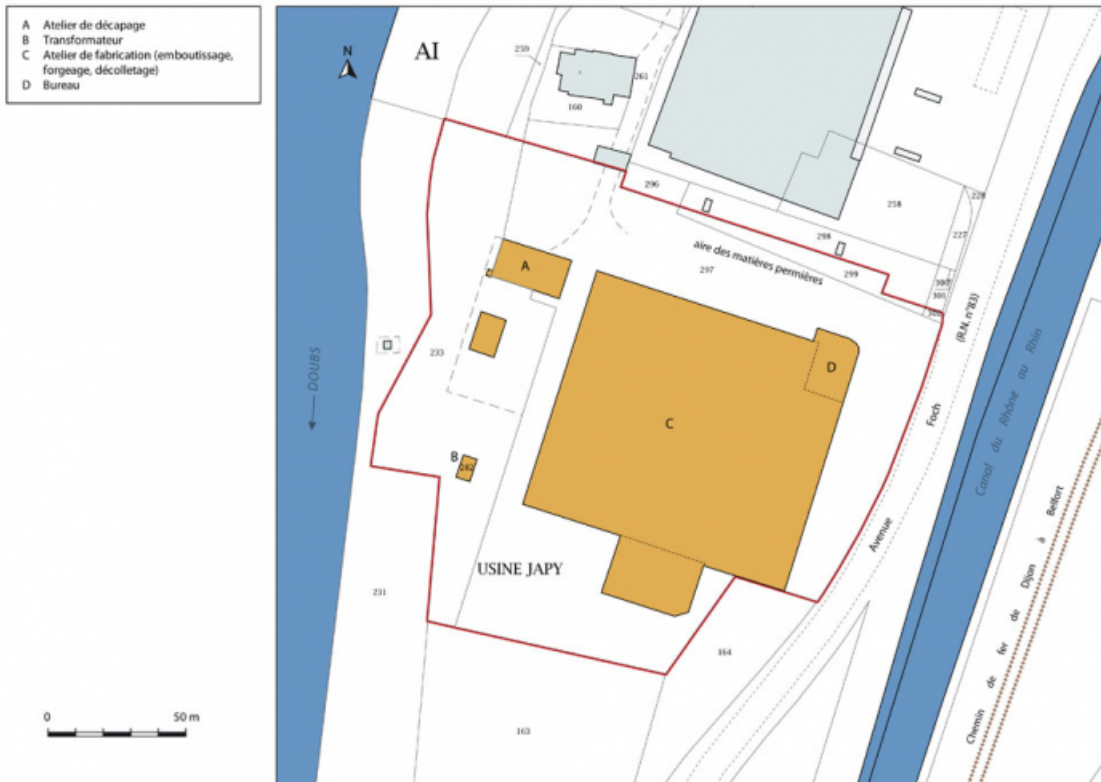 A Atelier de décapage
B Transformateur
C Atelier de fabrication (emboutissage,
forgeage, décolletage)
D Bureau
N
AI
259
261
160
296
258
228
227
298
299
300
aire des matières permières
297
(R.N. n°83)
A
D
233
DOUBS
C
Foch
Canal du Rhône au Rhin
B
282
Avenue
USINE JAPY
231
164
Chemin de fer de Dijon à Belfort
0 50 m
163